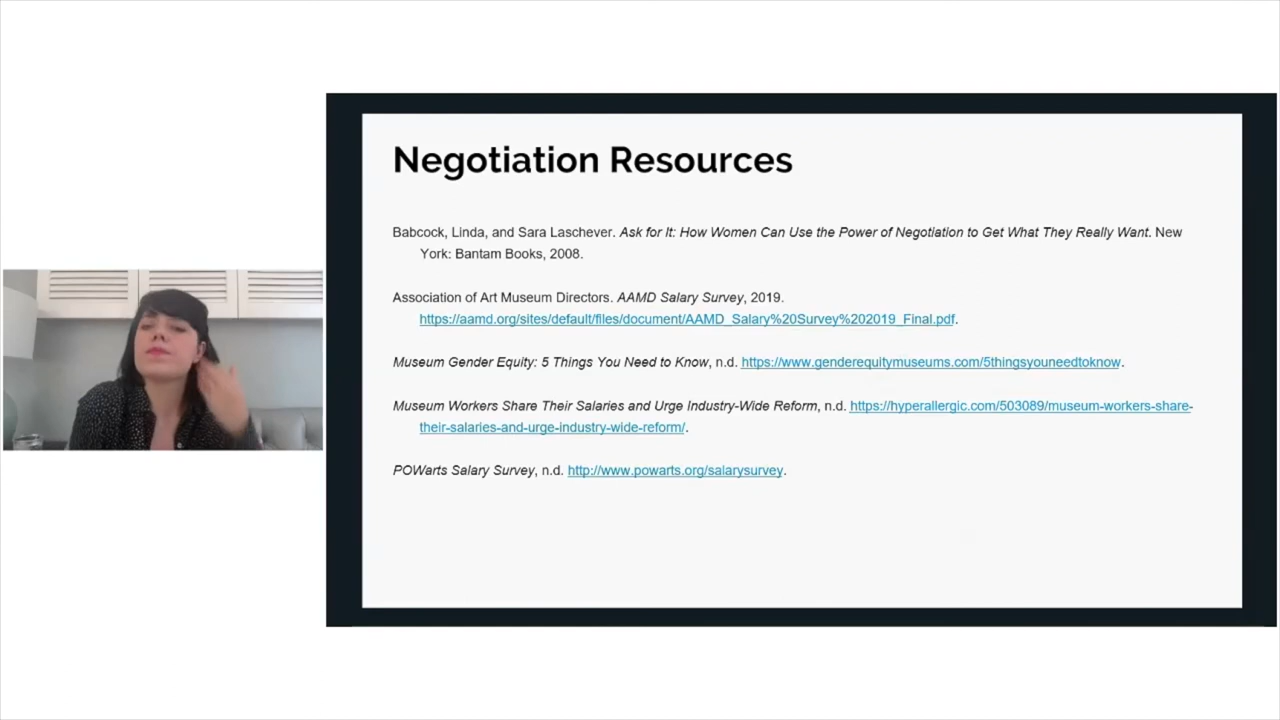 Negotiation Resources
Babcock, Linda, and Sara Laschever. Ask for It: How Women Can Use the Power of Negotiation to Get What They Really Want. New
York: Bantam Books, 2008.
Association of Art Museum Directors. AAMD Salary Survey, 2019.
https://aamd.org/sites/default/files/document/AAMD_Salary%20Survey%202019_Final.pdf.
Museum Gender Equity: 5 Things You Need to Know, n.d. https://www.genderequitymuseums.com/5thingsyouneedtoknow.
Museum Workers Share Their Salaries and Urge Industry-Wide Reform, n.d. https://hyperallergic.com/503089/museum-workers-share-
their-salaries-and-urge-industry-wide-reform/.
POWarts Salary Survey, n.d. http://www.powarts.org/salarysurvey.